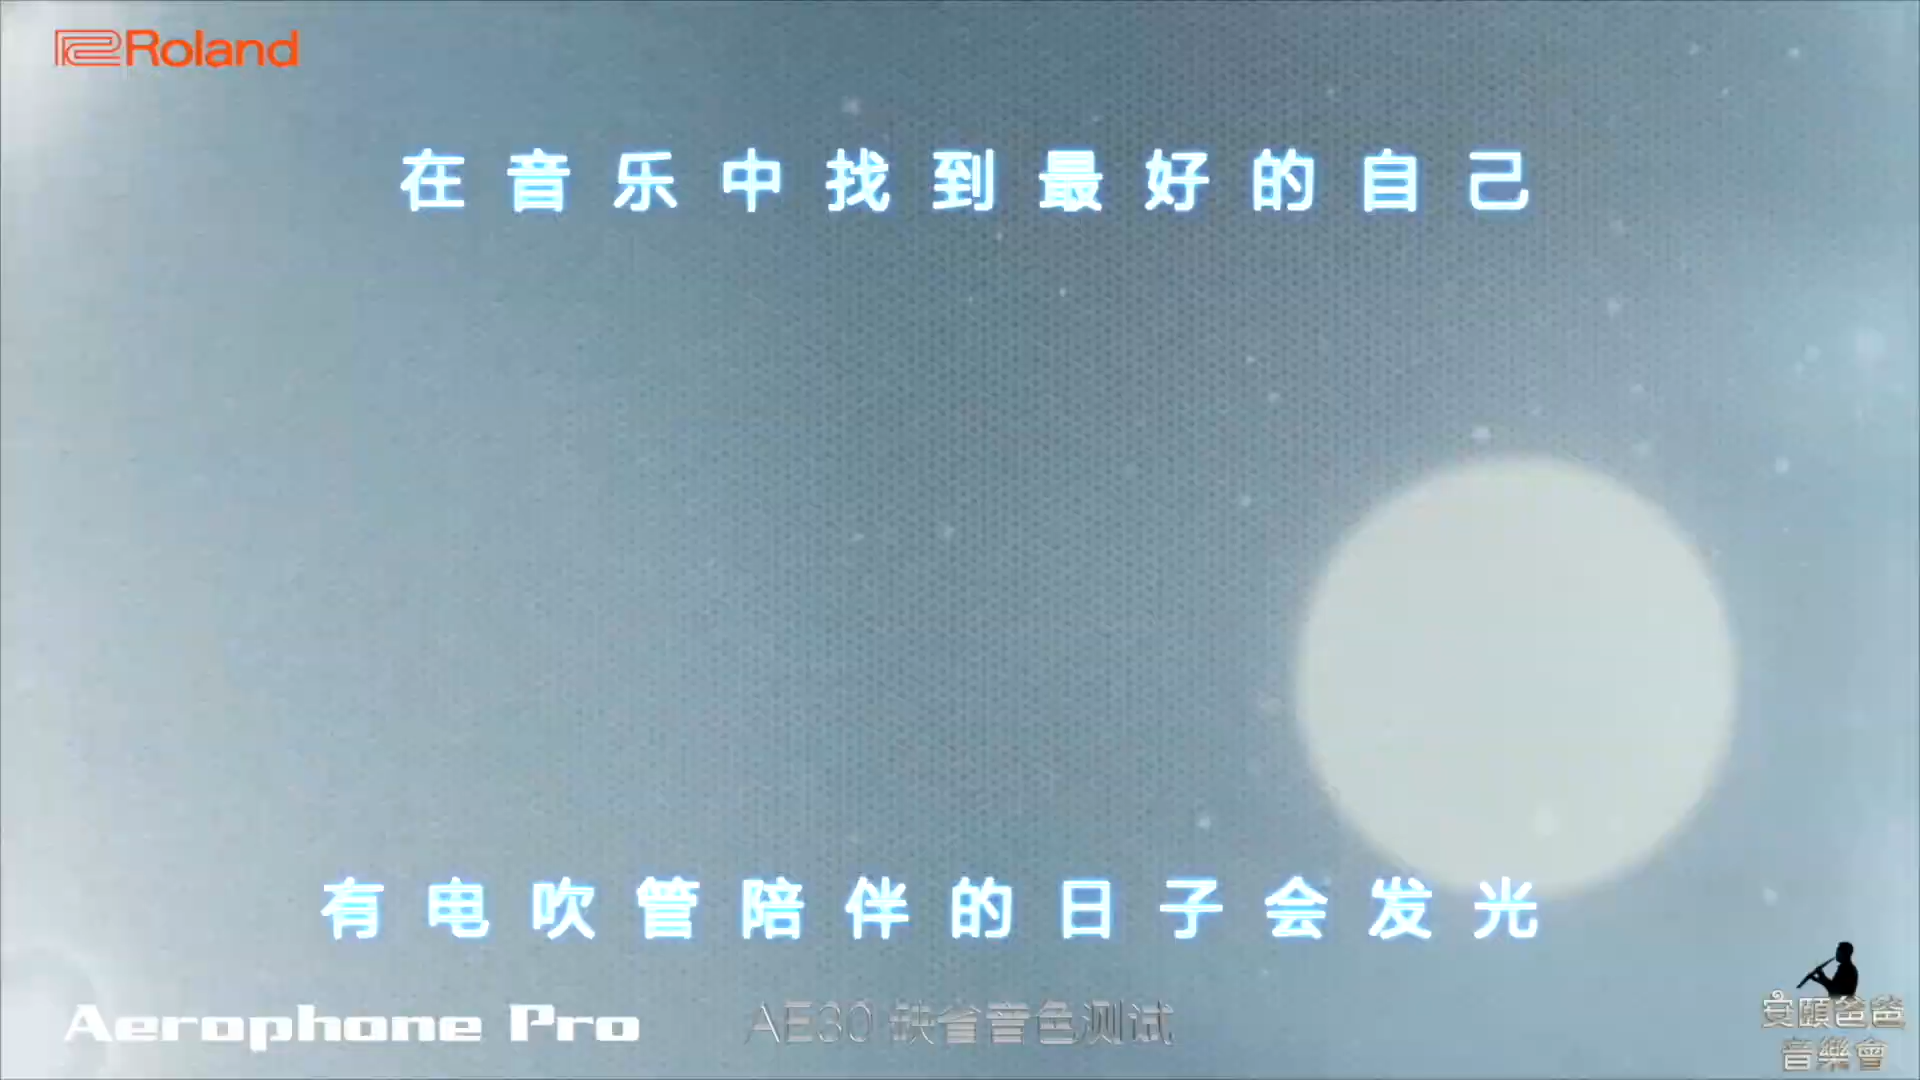 Roland
在音乐中找到最好的自己
有电吹管陪伴的日子会发光
Aerophone Pro
AE30 缺省音色测试
安頤爸爸
音樂會